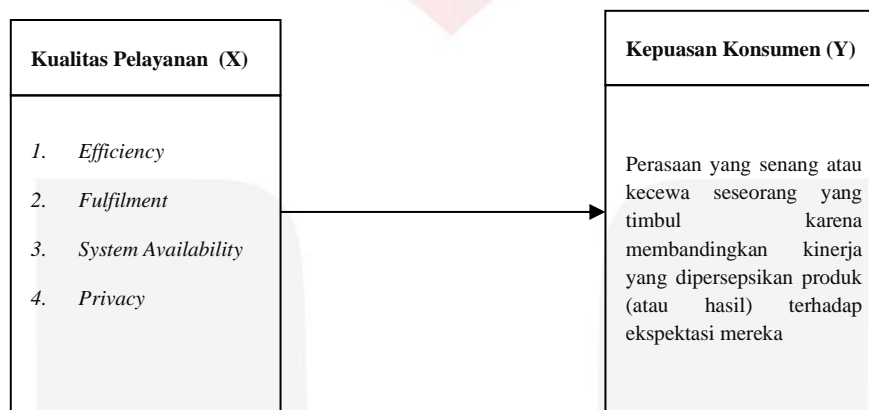 Kualitas Pelayanan (X)
1. Efficiency
2. Fulfilment
3. System Availability
4. Privacy
Kepuasan Konsumen (Y)
Perasaan yang senang atau
kecewa seseorang yang
timbul karena
membandingkan kinerja
yang dipersepsikan produk
(atau hasil) terhadap
ekspektasi mereka